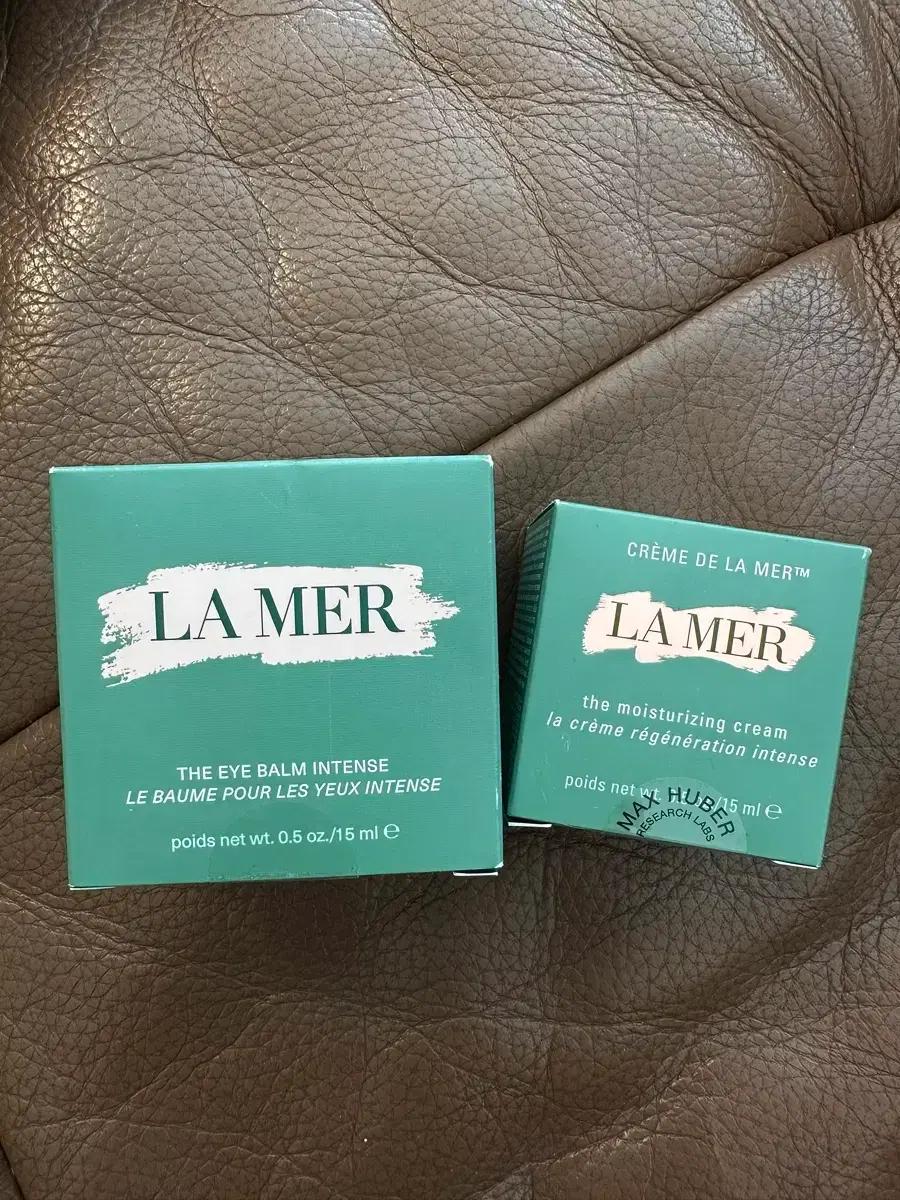 LA MER
THE EYE BALM INTENSE
LE BAUME POUR LES YEUX INTENSE
poids net wt. 0.5 oz./15 ml ℮
CRÈME DE LA MER™
LA MER
the moisturizing cream
la crème régénération intense
poids net wt. /15 ml ℮
MAX HUBER
RESEARCH LABS